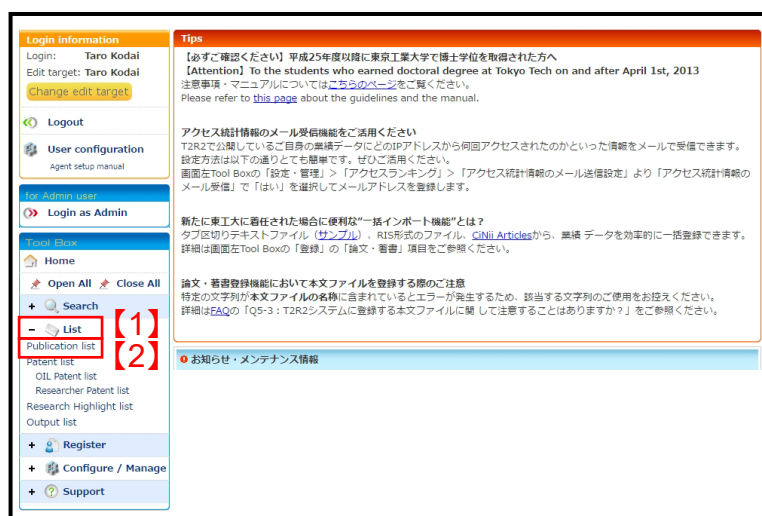 Login information
Login: Taro Kodai
Edit target: Taro Kodai
Change edit target
Logout
User configuration
Agent setup manual
for Admin user
Login as Admin
Tool Box
Home
Open All Close All
+ Search
− List
【1】
Publication list
【2】
Patent list
OIL Patent list
Researcher Patent list
Research Highlight list
Output list
+ Register
+ Configure / Manage
+ Support
Tips
【必ずご確認ください】平成25年度以降に東京工業大学で博士学位を取得された方へ
【Attention】To the students who earned doctoral degree at Tokyo Tech on and after April 1st, 2013
注意事項・マニュアルについてはこちらのページをご覧ください。
Please refer to this page about the guidelines and the manual.
アクセス統計情報のメール受信機能をご活用ください
T2R2で公開しているご自身の業績データにどのIPアドレスから何回アクセスされたのかといった情報をメールで受信できます。
設定方法は以下の通りとても簡単です。ぜひご活用ください。
画面左Tool Boxの「設定・管理」>「アクセスランキング」>「アクセス統計情報のメール送信設定」より「アクセス統計情報の
メール受信」で「はい」を選択してメールアドレスを登録します。
新たに東工大に着任された場合に便利な"一括インポート機能"とは？
タブ区切りテキストファイル（サンプル）、RIS形式のファイル、CiNii Articlesから、業績 データを効率的に一括登録できます。
詳細は画面左Tool Boxの「登録」の「論文・著書」項目をご参照ください。
論文・著書登録機能において本文ファイルを登録する際のご注意
特定の文字列が本文ファイルの名称に含まれているとエラーが発生するため、該当する文字列のご使用をお控えください。
詳細はFAQの「Q5-3：T2R2システムに登録する本文ファイルに関 して注意することはありますか？」をご参照ください。
お知らせ・メンテナンス情報